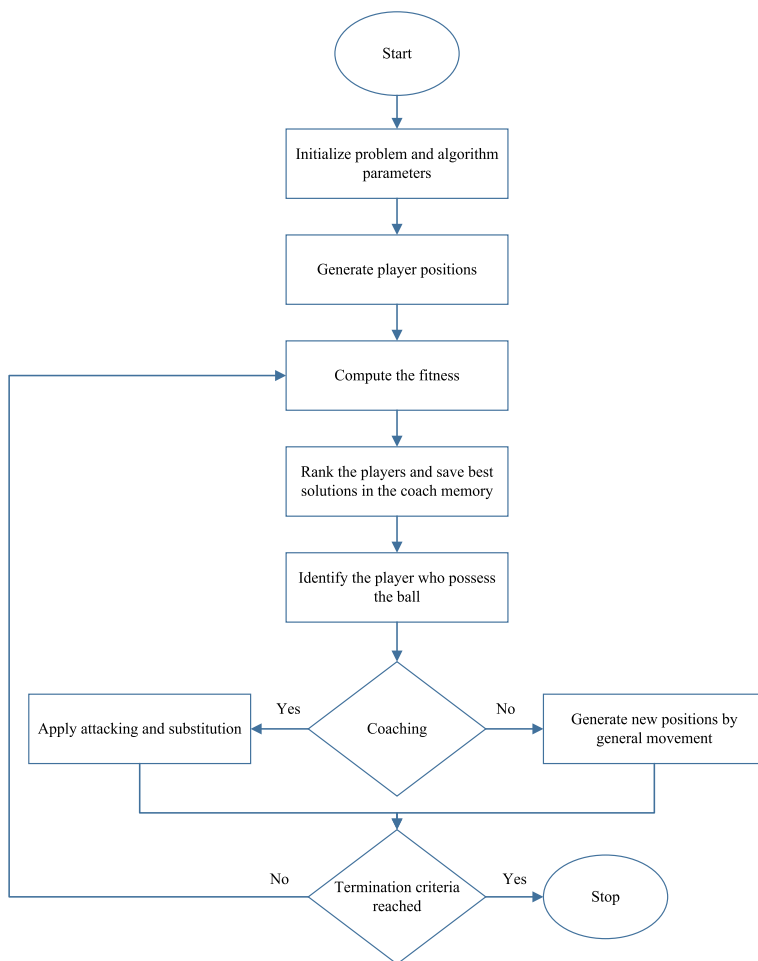 Start
Initialize problem and algorithm
parameters
Generate player positions
Compute the fitness
Rank the players and save best
solutions in the coach memory
Identify the player who possess
the ball
Yes
No
Apply attacking and substitution
Coaching
Generate new positions by
general movement
No
Termination criteria
reached
Yes
Stop